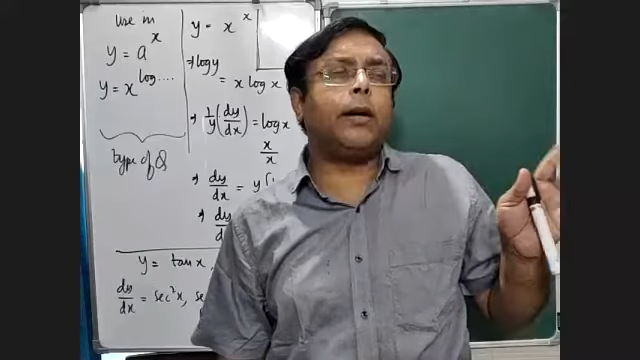 use in
y = a^x
y = x^log....
type of Q
y = x^x
⇒ log y
= x log x
⇒ 1/y (dy/dx) = log x
x/x
⇒ dy/dx = y
⇒ dy/d
y = tan x,
dy/dx = sec²x, se